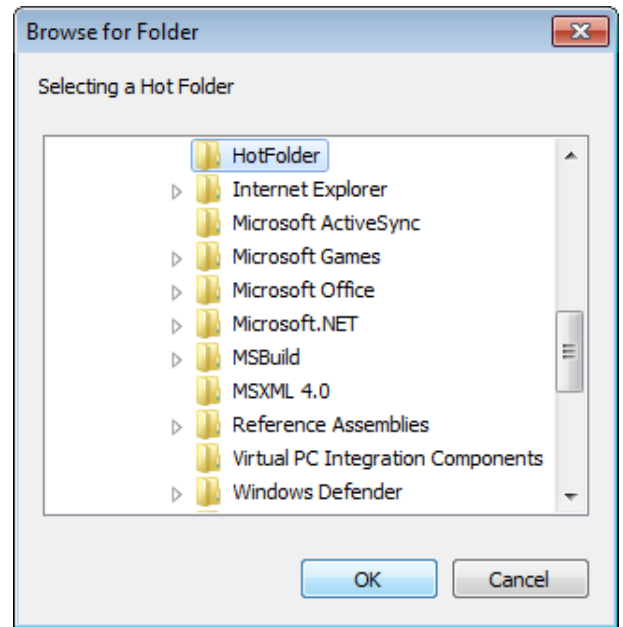 Browse for Folder
Selecting a Hot Folder
HotFolder
Internet Explorer
Microsoft ActiveSync
Microsoft Games
Microsoft Office
Microsoft.NET
MSBuild
MSXML 4.0
Reference Assemblies
Virtual PC Integration Components
Windows Defender
OK Cancel